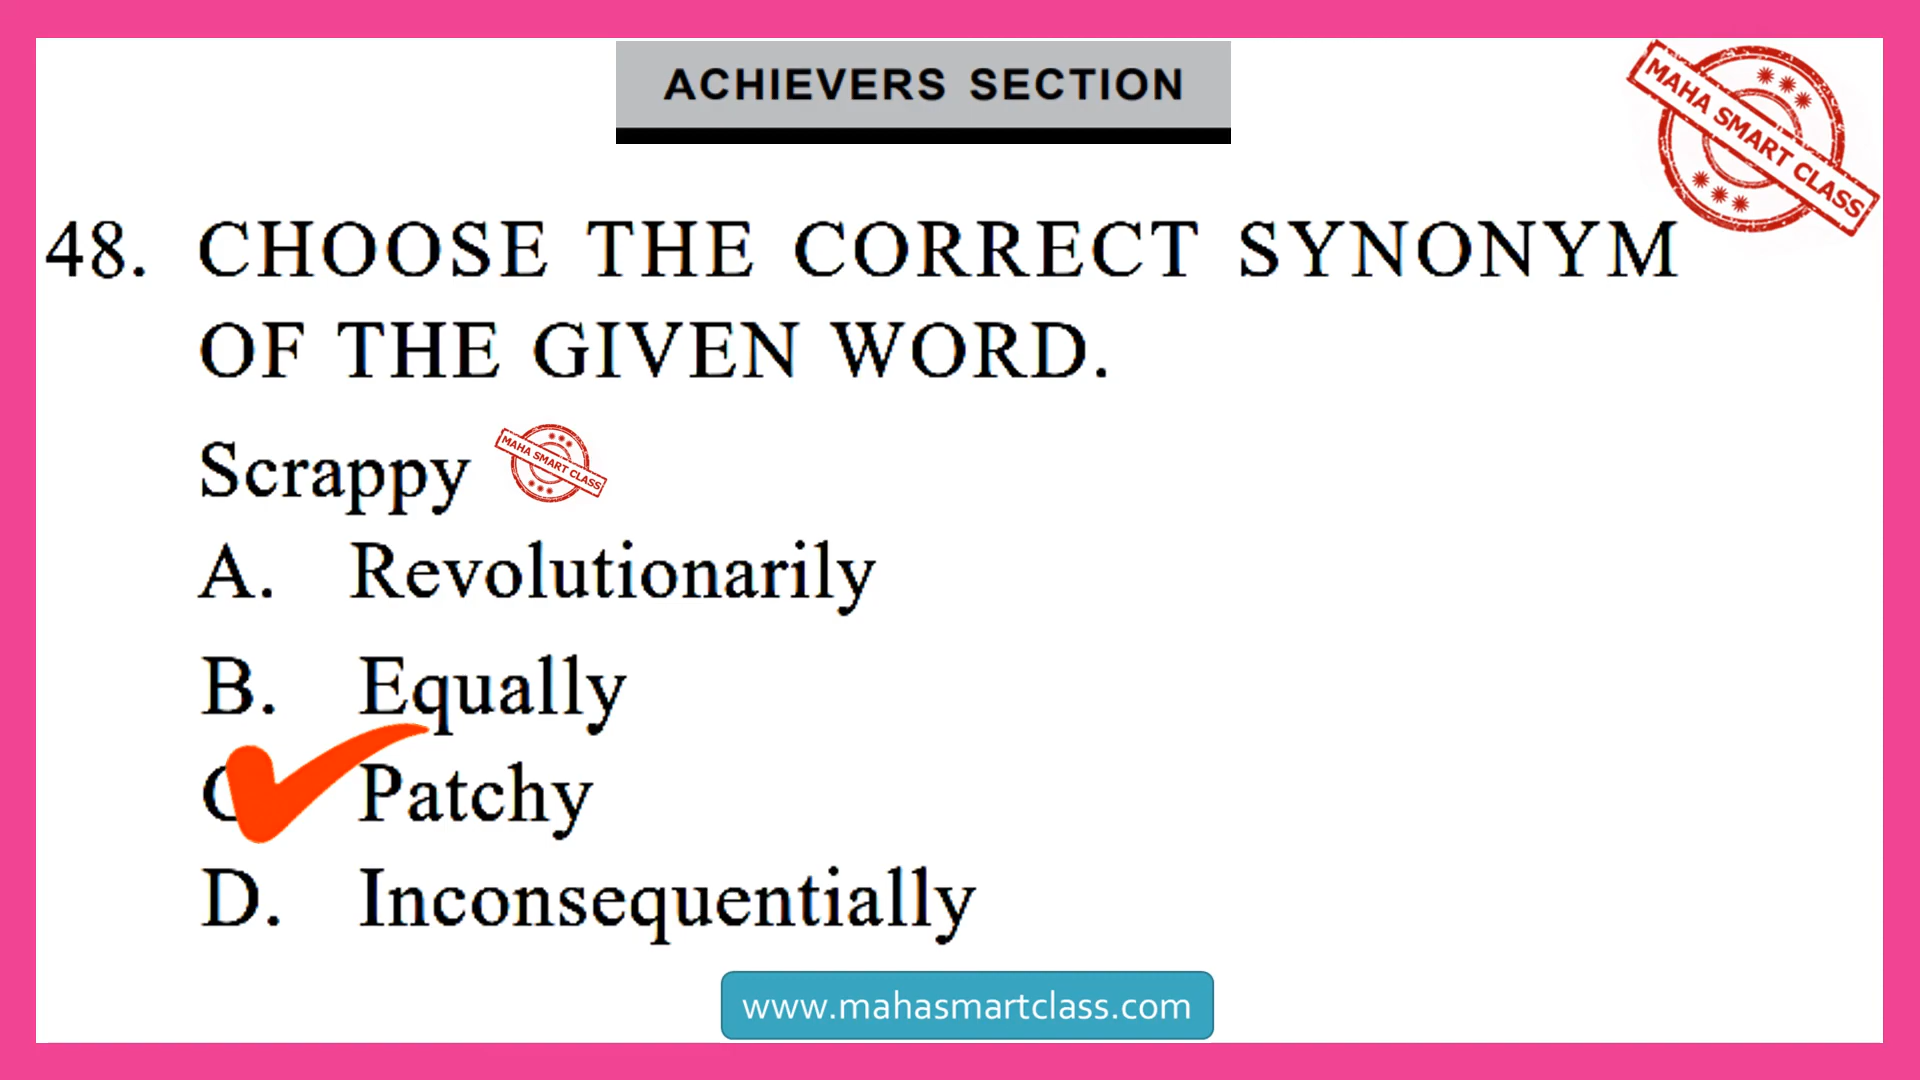 ACHIEVERS SECTION
MAHA SMART CLASS
48. CHOOSE THE CORRECT SYNONYM
OF THE GIVEN WORD.
Scrappy
MAHA SMART CLASS
A. Revolutionarily
B. Equally
C Patchy
D. Inconsequentially
www.mahasmartclass.com